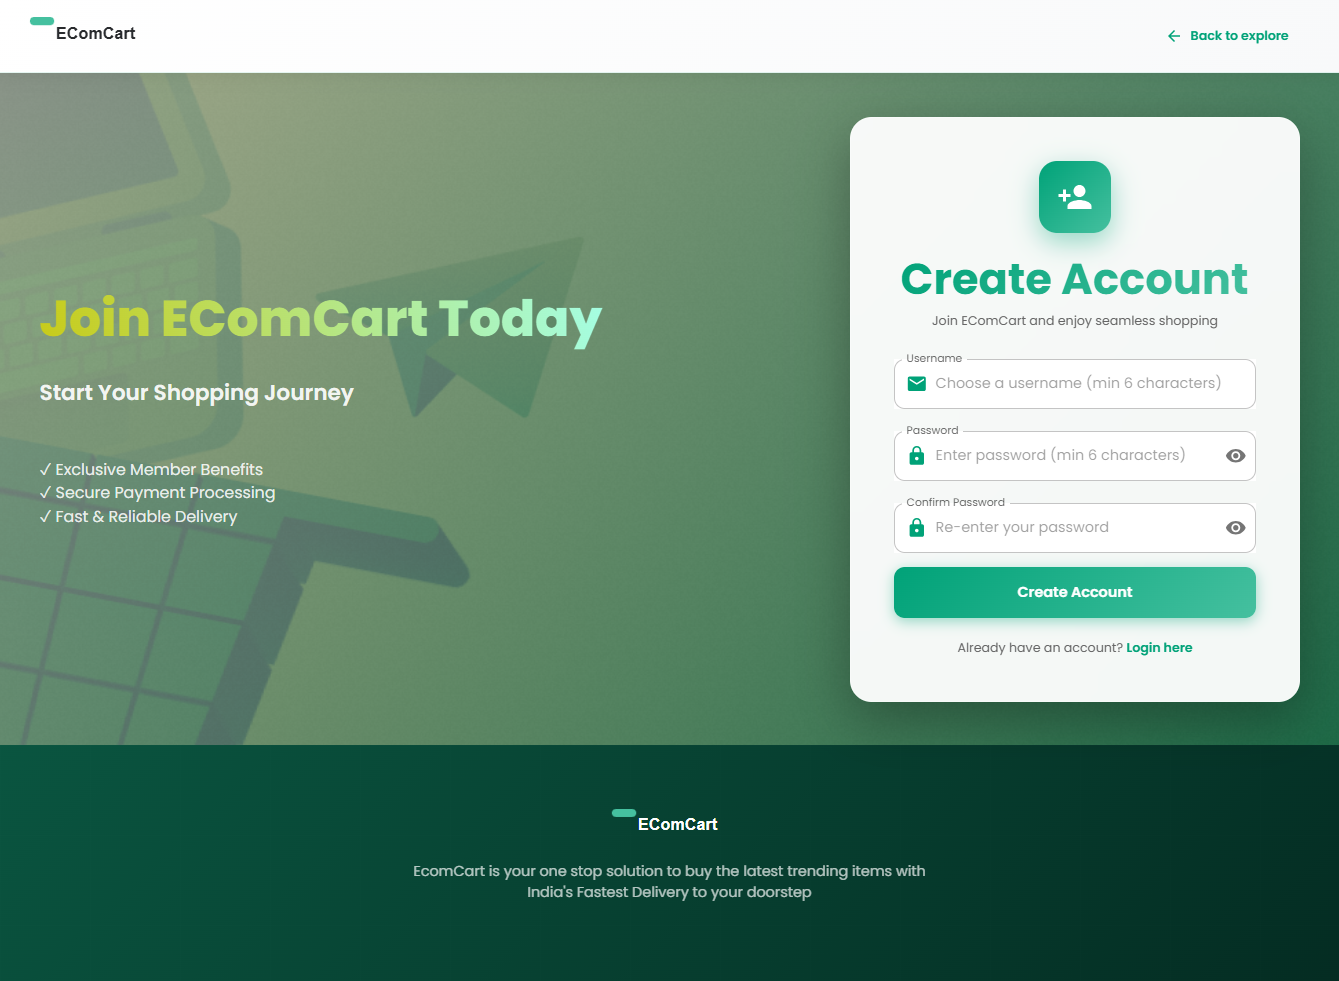 EComCart
Back to explore
Join EComCart Today
Start Your Shopping Journey
✓ Exclusive Member Benefits
✓ Secure Payment Processing
✓ Fast & Reliable Delivery
Create Account
Join EComCart and enjoy seamless shopping
Username
Choose a username (min 6 characters)
Password
Enter password (min 6 characters)
Confirm Password
Re-enter your password
Create Account
Already have an account? Login here
EComCart
EcomCart is your one stop solution to buy the latest trending items with
India's Fastest Delivery to your doorstep